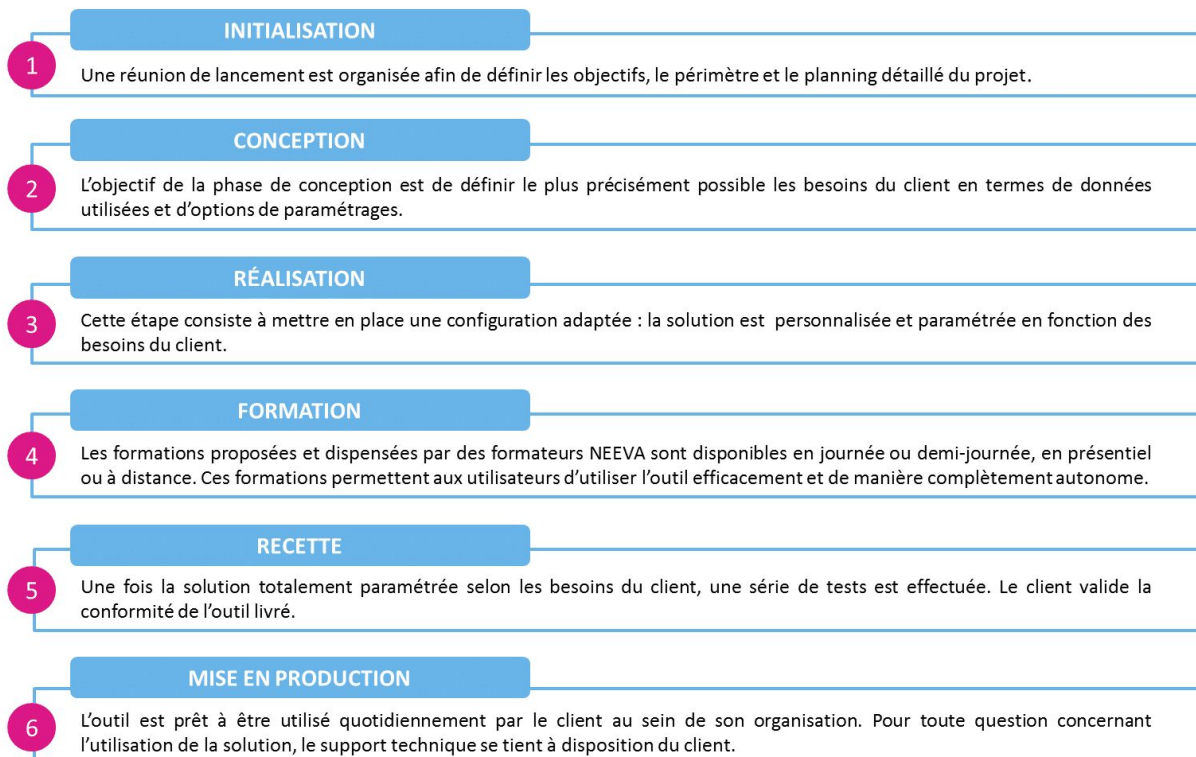 INITIALISATION
1
Une réunion de lancement est organisée afin de définir les objectifs, le périmètre et le planning détaillé du projet.
CONCEPTION
2
L'objectif de la phase de conception est de définir le plus précisément possible les besoins du client en termes de données
utilisées et d'options de paramétrages.
RÉALISATION
3
Cette étape consiste à mettre en place une configuration adaptée : la solution est personnalisée et paramétrée en fonction des
besoins du client.
FORMATION
4
Les formations proposées et dispensées par des formateurs NEEVA sont disponibles en journée ou demi-journée, en présentiel
ou à distance. Ces formations permettent aux utilisateurs d'utiliser l'outil efficacement et de manière complètement autonome.
RECETTE
5
Une fois la solution totalement paramétrée selon les besoins du client, une série de tests est effectuée. Le client valide la
conformité de l'outil livré.
MISE EN PRODUCTION
6
L'outil est prêt à être utilisé quotidiennement par le client au sein de son organisation. Pour toute question concernant
l'utilisation de la solution, le support technique se tient à disposition du client.